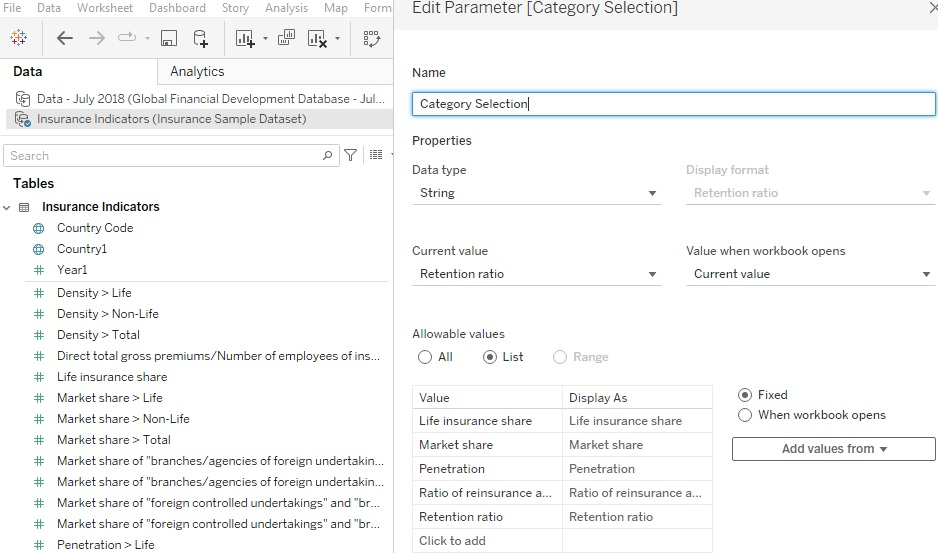 File Data Worksheet Dashboard Story Analysis Map Form
Edit Parameter [Category Selection]
Data Analytics
Data - July 2018 (Global Financial Development Database - Jul...
Insurance Indicators (Insurance Sample Dataset)
Search
Tables
Insurance Indicators
Country Code
Country1
Year1
Density > Life
Density > Non-Life
Density > Total
Direct total gross premiums/Number of employees of ins...
Life insurance share
Market share > Life
Market share > Non-Life
Market share > Total
Market share of "branches/agencies of foreign undertakin...
Market share of "branches/agencies of foreign undertakin...
Market share of "foreign controlled undertakings" and "br...
Market share of "foreign controlled undertakings" and "br...
Penetration > Life
Name
Category Selection
Properties
Data type Display format
String Retention ratio
Current value Value when workbook opens
Retention ratio Current value
Allowable values
All List Range
Value Display As
Life insurance share Life insurance share
Market share Market share
Penetration Penetration
Ratio of reinsurance a... Ratio of reinsurance a...
Retention ratio Retention ratio
Click to add
Fixed
When workbook opens
Add values from